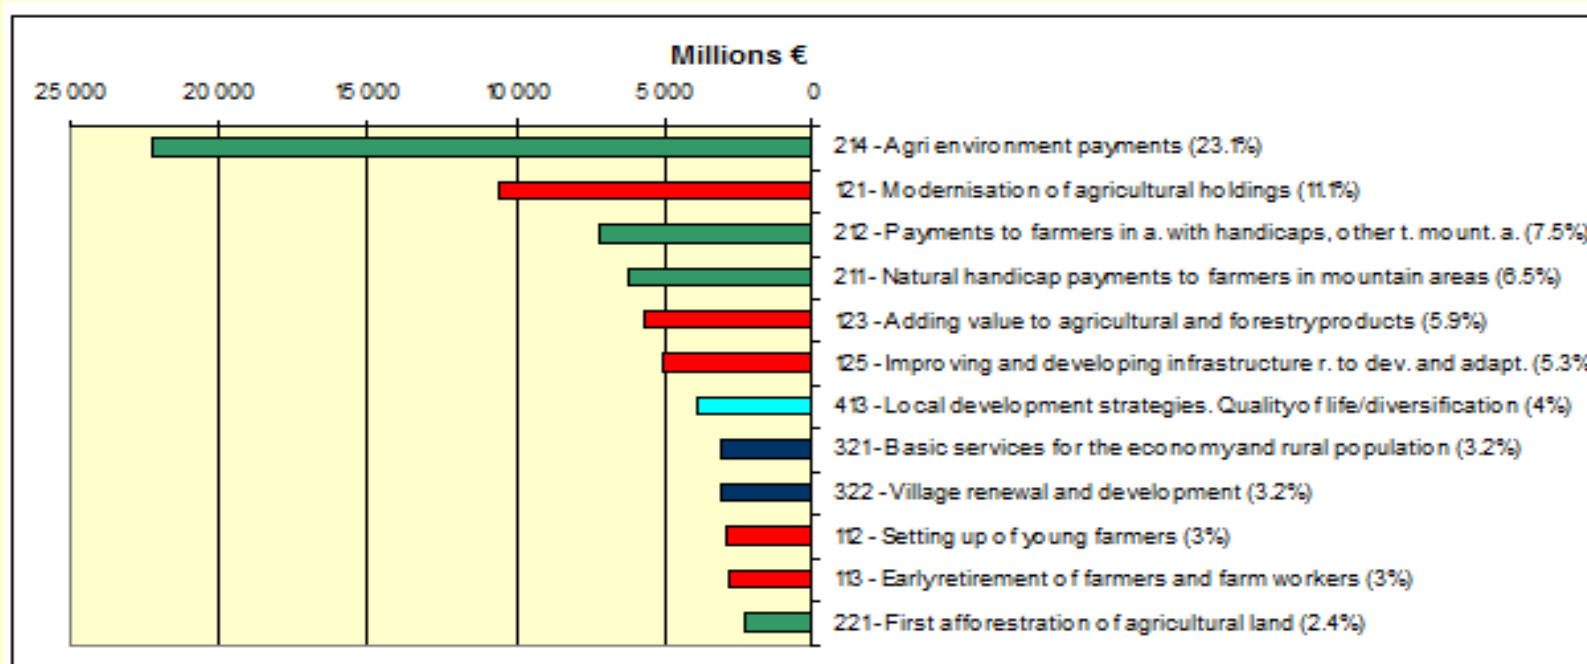 Millions €
25 000 20 000 15 000 10 000 5 000 0
214 - Agri environment payments (23.1%)
121 - Modernisation of agricultural holdings (11.1%)
212 - Payments to farmers in a. with handicaps, other t. mount. a. (7.5%)
211 - Natural handicap payments to farmers in mountain areas (6.5%)
123 - Adding value to agricultural and forestry products (5.9%)
125 - Improving and developing infrastructure r. to dev. and adapt. (5.3%
413 - Local development strategies. Quality of life/diversification (4%)
321 - Basic services for the economy and rural population (3.2%)
322 - Village renewal and development (3.2%)
112 - Setting up of young farmers (3%)
113 - Early retirement of farmers and farm workers (3%)
221 - First afforestration of agricultural land (2.4%)